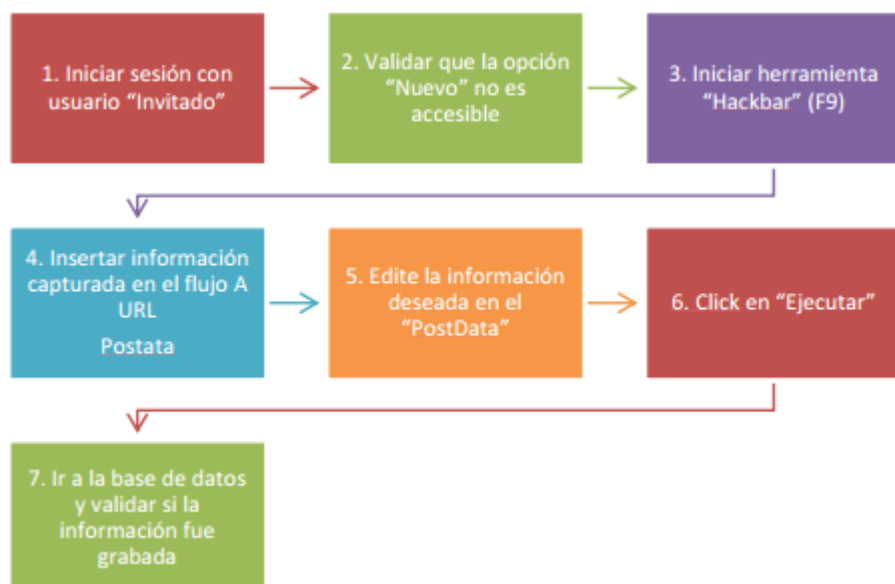 1. Iniciar sesión con
usuario “Invitado”
2. Validar que la opción
“Nuevo” no es
accesible
3. Iniciar herramienta
“Hackbar” (F9)
4. Insertar información
capturada en el flujo A
URL
Postata
5. Edite la información
deseada en el
“PostData”
6. Click en “Ejecutar”
7. Ir a la base de datos
y validar si la
información fue
grabada